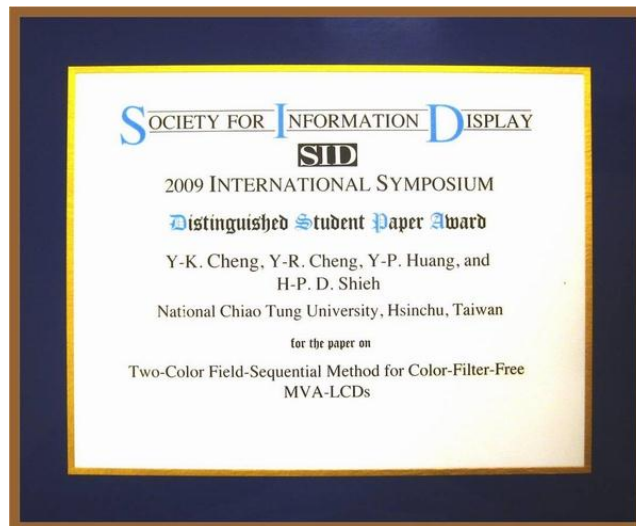 SOCIETY FOR INFORMATION DISPLAY
SID
2009 INTERNATIONAL SYMPOSIUM
Distinguished Student Paper Award
Y-K. Cheng, Y-R. Cheng, Y-P. Huang, and
H-P. D. Shieh
National Chiao Tung University, Hsinchu, Taiwan
for the paper on
Two-Color Field-Sequential Method for Color-Filter-Free
MVA-LCDs